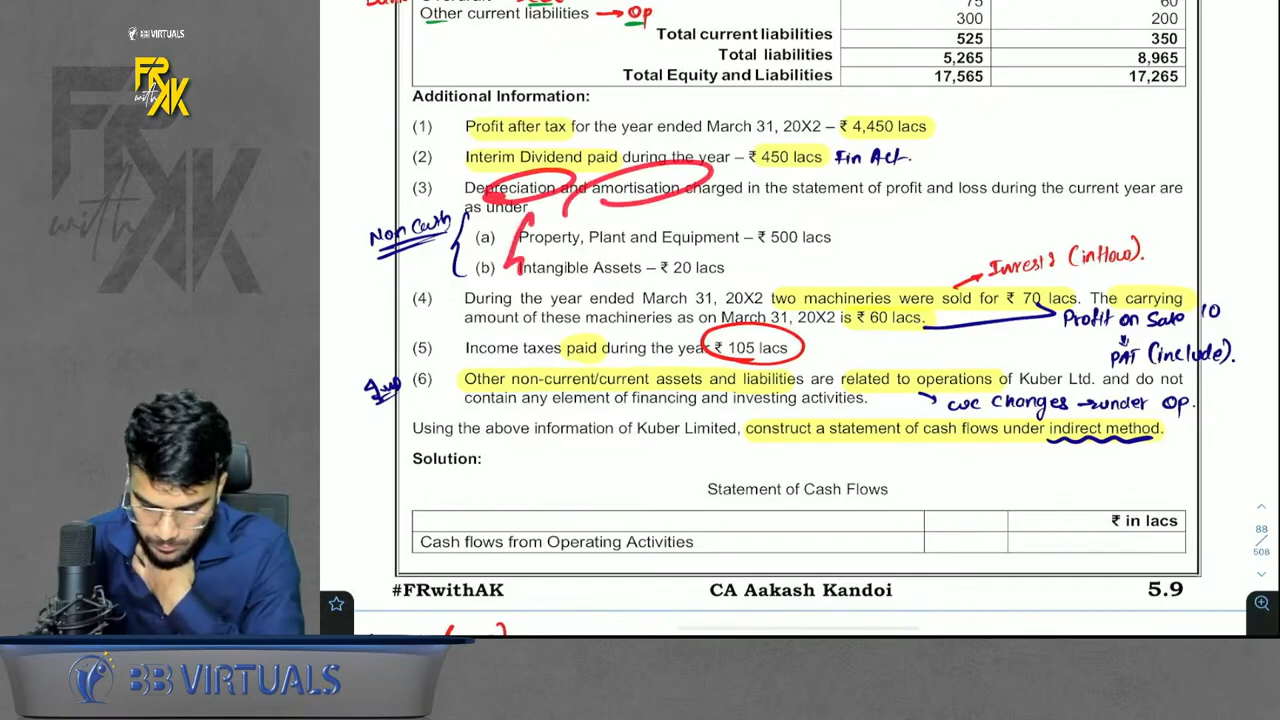 BB VIRTUALS
FR
with
AK
Other current liabilities → Op
75 60
300 200
Total current liabilities 525 350
Total liabilities 5,265 8,965
Total Equity and Liabilities 17,565 17,265
Additional Information:
(1) Profit after tax for the year ended March 31, 20X2 – ₹ 4,450 lacs
(2) Interim Dividend paid during the year – ₹ 450 lacs Fin Act.
(3) Depreciation and amortisation charged in the statement of profit and loss during the current year are
as under
Non Cash
(a) Property, Plant and Equipment – ₹ 500 lacs
(b) Intangible Assets – ₹ 20 lacs
Invest (inflow).
(4) During the year ended March 31, 20X2 two machineries were sold for ₹ 70 lacs. The carrying
amount of these machineries as on March 31, 20X2 is ₹ 60 lacs.
Profit on Sale 10
PAT (include).
(5) Income taxes paid during the year ₹ 105 lacs
(6) Other non-current/current assets and liabilities are related to operations of Kuber Ltd. and do not
contain any element of financing and investing activities.
changes → under Op.
Using the above information of Kuber Limited, construct a statement of cash flows under indirect method.
Solution:
Statement of Cash Flows
₹ in lacs
Cash flows from Operating Activities
#FRwithAK CA Aakash Kandoi 5.9
88
/
508
BB VIRTUALS